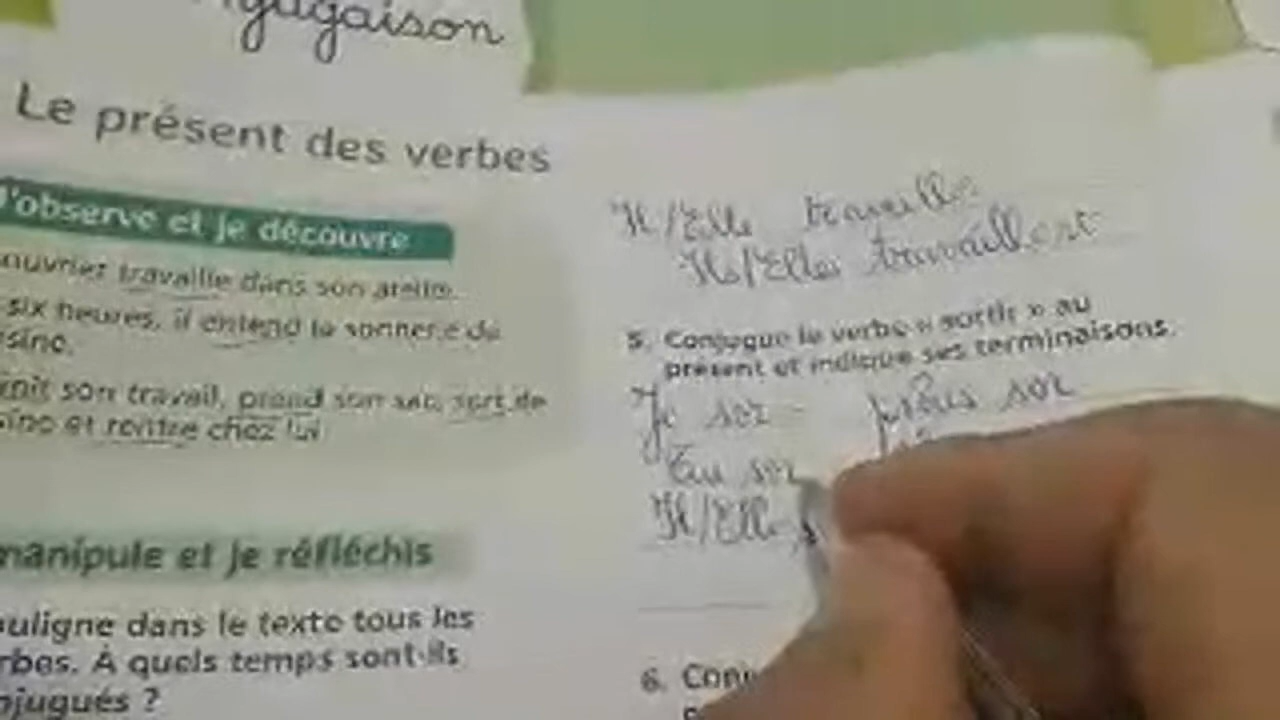 Le présent des verbes
J'observe et je découvre
ouvrier travaille dans son atelier.
six heures, il entend la sonnerie de
sine.
finit son travail, prend son sac, sort de
sine et rentre chez lui
manipule et je réfléchis
ouligne dans le texte tous les
rbes. À quels temps sont-ils
njugués ?
Il/Elle travaille
Ils/Elles travaillent
5. Conjugue le verbe « sortir » au
présent et indique ses terminaisons.
Je sor sor
Tu sor
Il/Elle
6. Conju